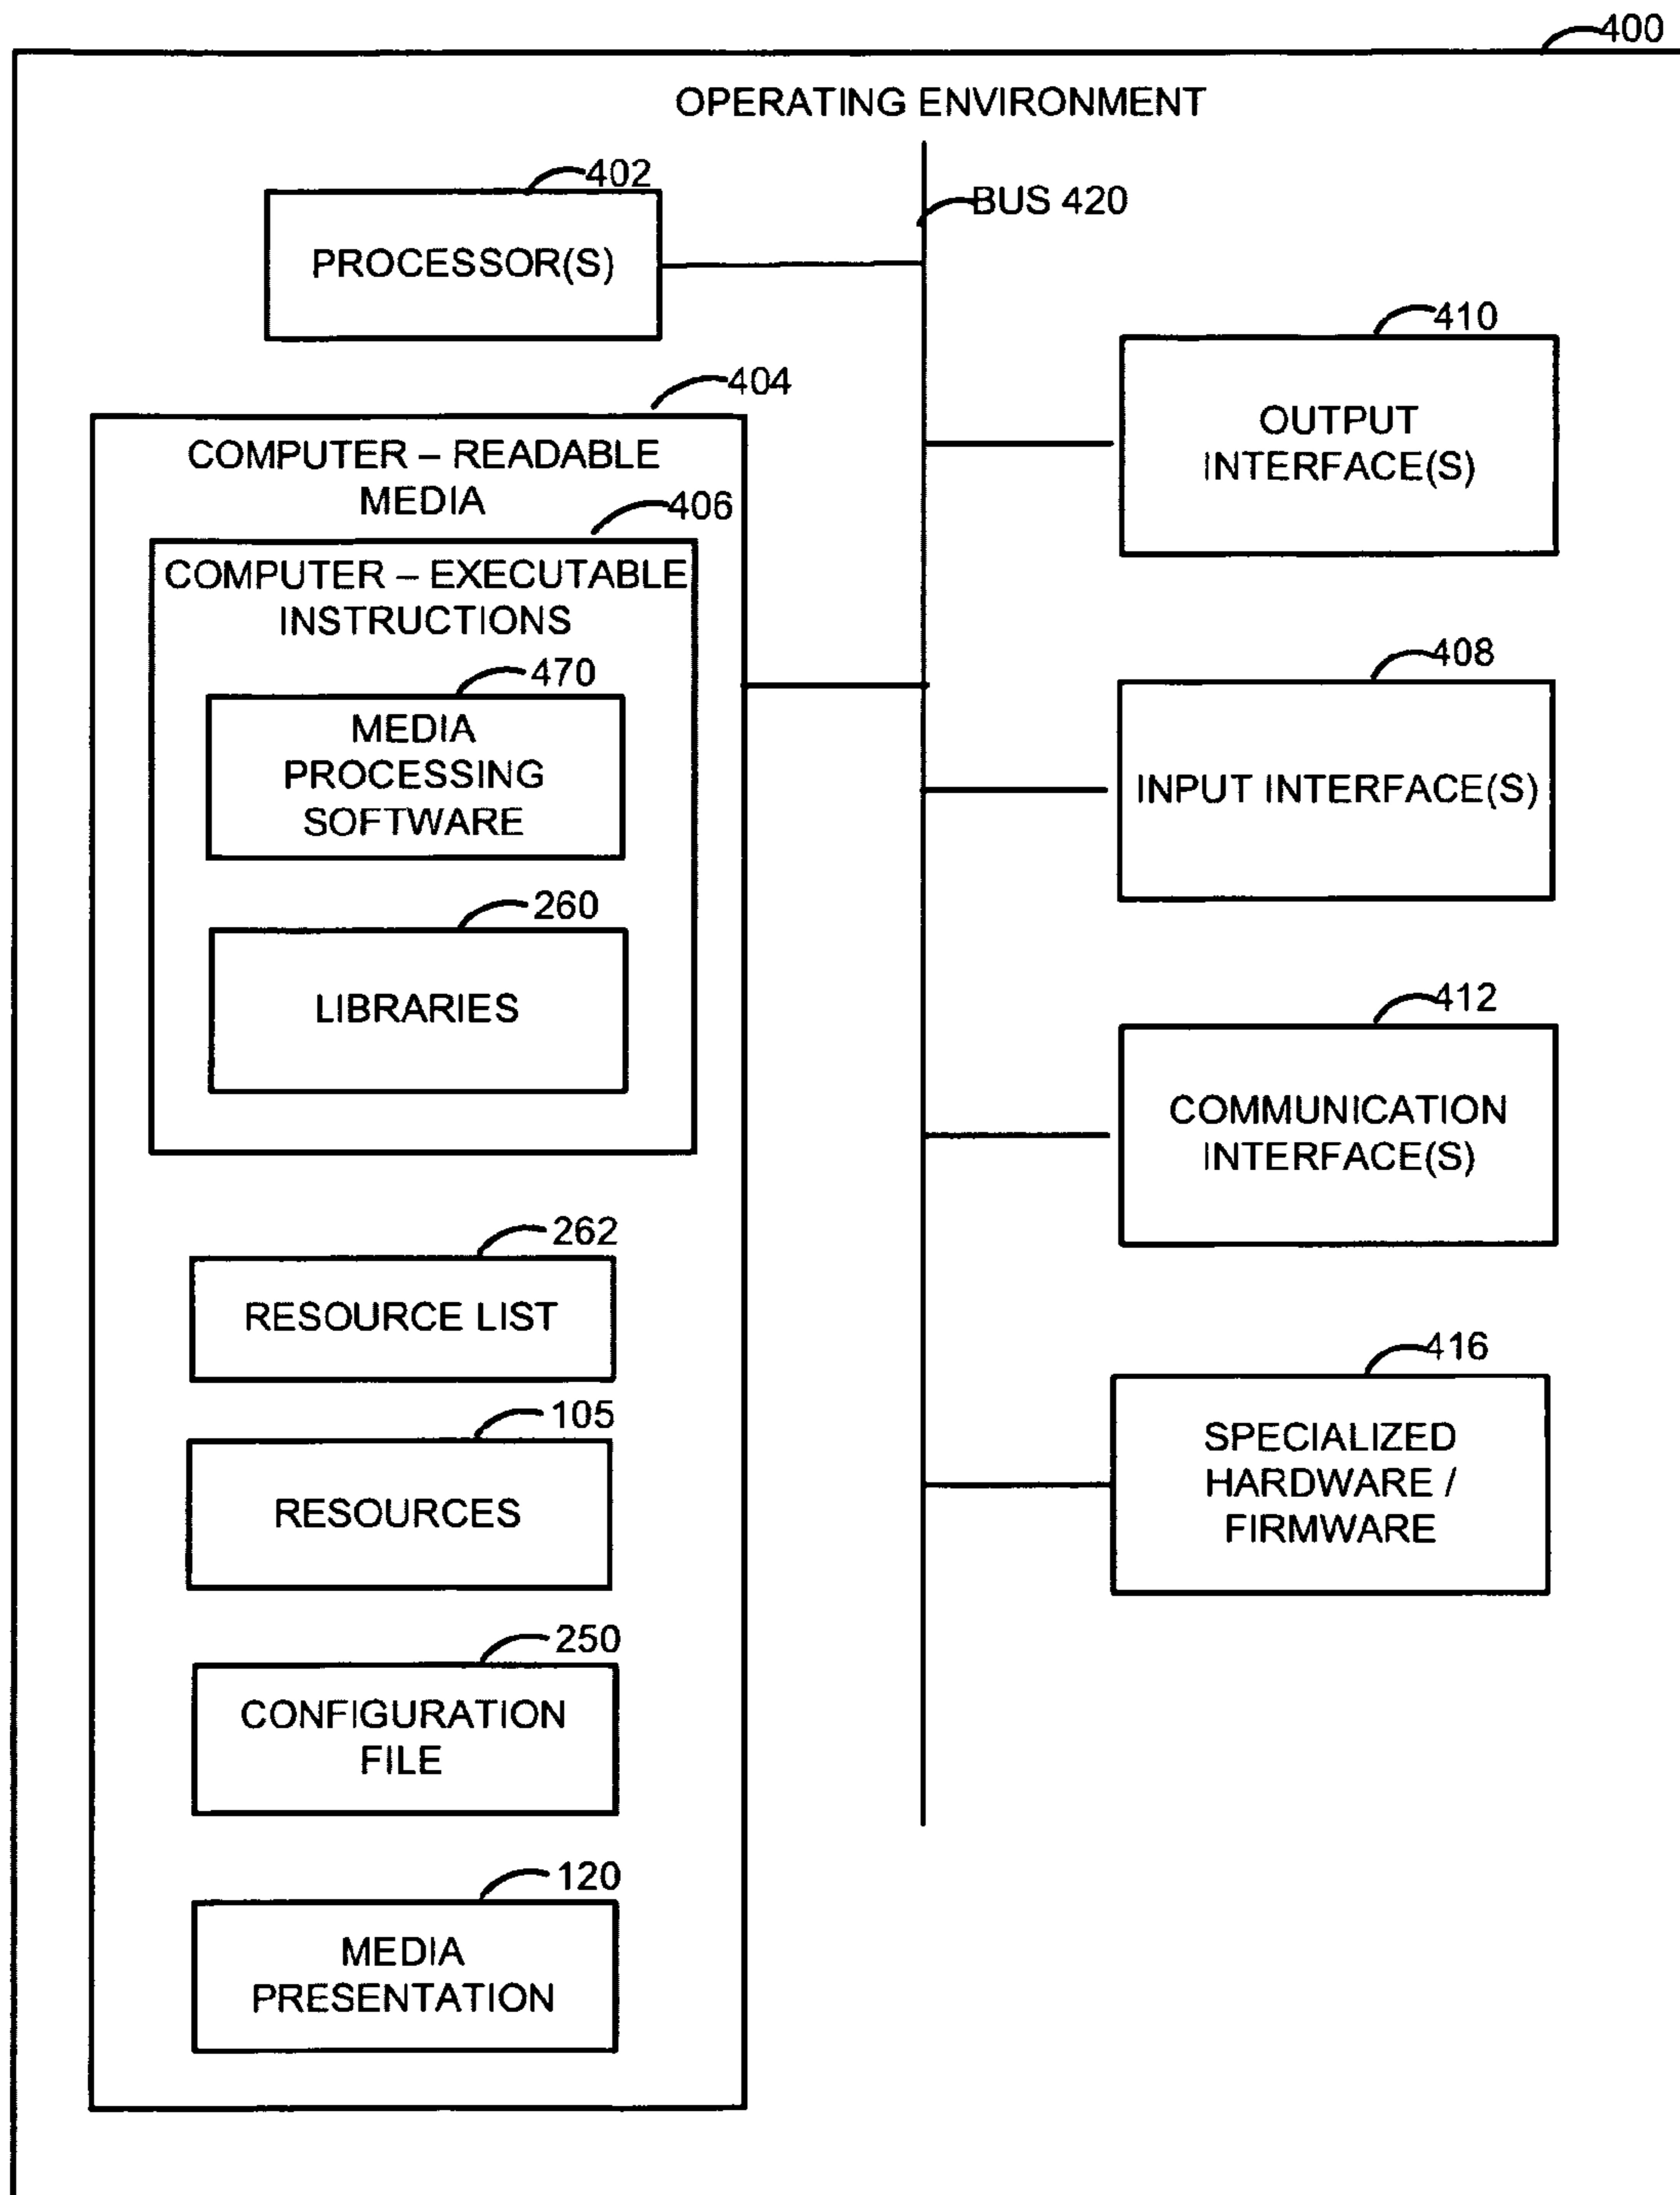 400
OPERATING ENVIRONMENT
402
BUS 420
PROCESSOR(S)
410
OUTPUT
INTERFACE(S)
404
COMPUTER – READABLE
MEDIA
406
COMPUTER – EXECUTABLE
INSTRUCTIONS
470
MEDIA
PROCESSING
SOFTWARE
408
INPUT INTERFACE(S)
260
LIBRARIES
412
COMMUNICATION
INTERFACE(S)
262
RESOURCE LIST
105
RESOURCES
416
SPECIALIZED
HARDWARE /
FIRMWARE
250
CONFIGURATION
FILE
120
MEDIA
PRESENTATION